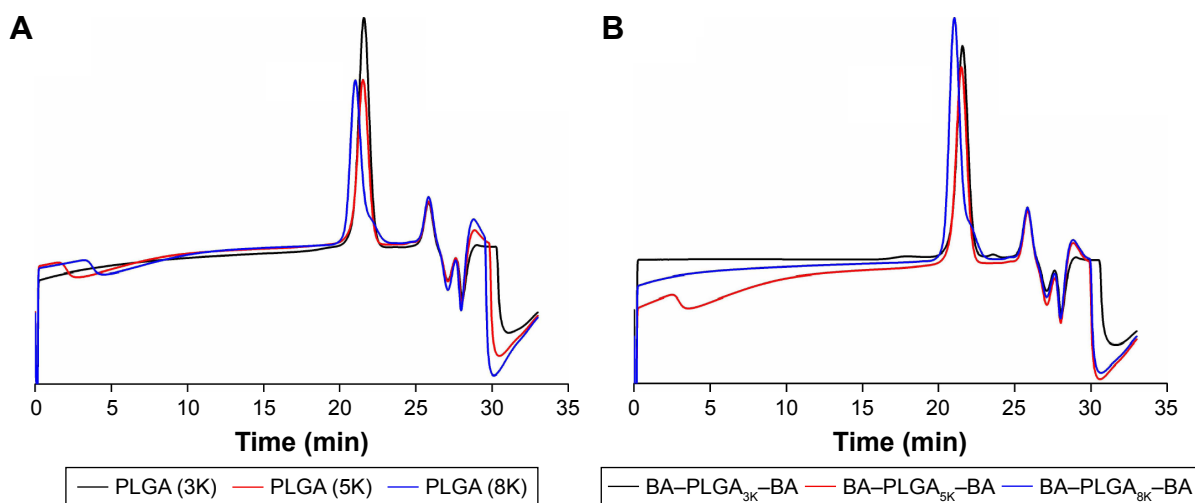 A
B
0 5 10 15 20 25 30 35
0 5 10 15 20 25 30 35
Time (min)
Time (min)
PLGA (3K) PLGA (5K) PLGA (8K)
BA–PLGA3K–BA BA–PLGA5K–BA BA–PLGA8K–BA